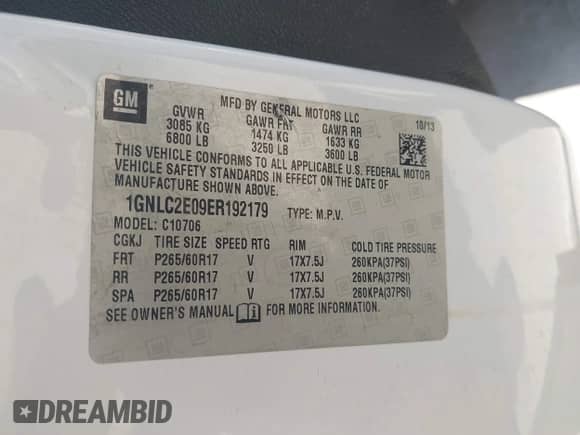 GM
MFD BY GENERAL MOTORS LLC
10/13
GVWR GAWR FRT GAWR RR
3085 KG 1474 KG 1633 KG
6800 LB 3250 LB 3600 LB
THIS VEHICLE CONFORMS TO ALL APPLICABLE U.S. FEDERAL MOTOR
VEHICLE SAFETY STANDARDS IN EFFECT ON THE DATE OF
MANUFACTURE SHOWN ABOVE.
1GNLC2E09ER192179 TYPE: M.P.V.
MODEL: C10706
CGKJ TIRE SIZE SPEED RTG RIM COLD TIRE PRESSURE
FRT P265/60R17 V 17X7.5J 260KPA(37PSI)
RR P265/60R17 V 17X7.5J 260KPA(37PSI)
SPA P265/60R17 V 17X7.5J 260KPA(37PSI)
SEE OWNER'S MANUAL FOR MORE INFORMATION.
DREAMBID